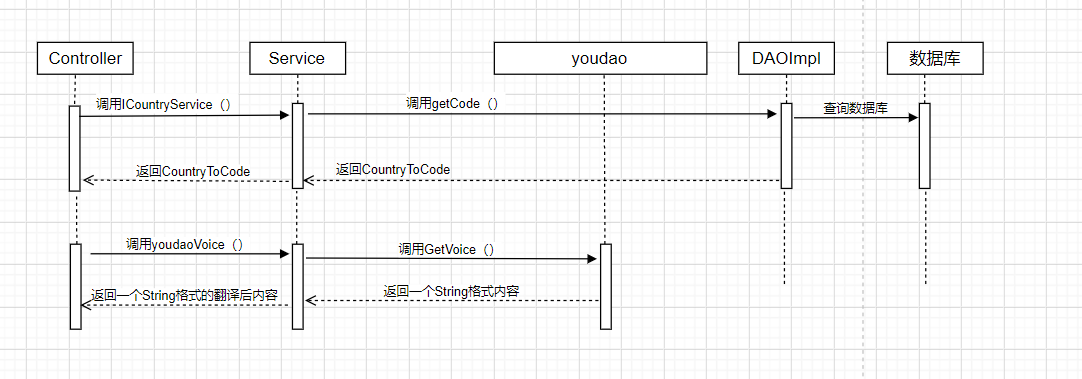 Controller
Service
youdao
DAOImpl
数据库
调用ICountryService（）
调用getCode（）
查询数据库
返回CountryToCode
返回CountryToCode
调用youdaoVoice（）
调用GetVoice（）
返回一个String格式的翻译后内容
返回一个String格式内容